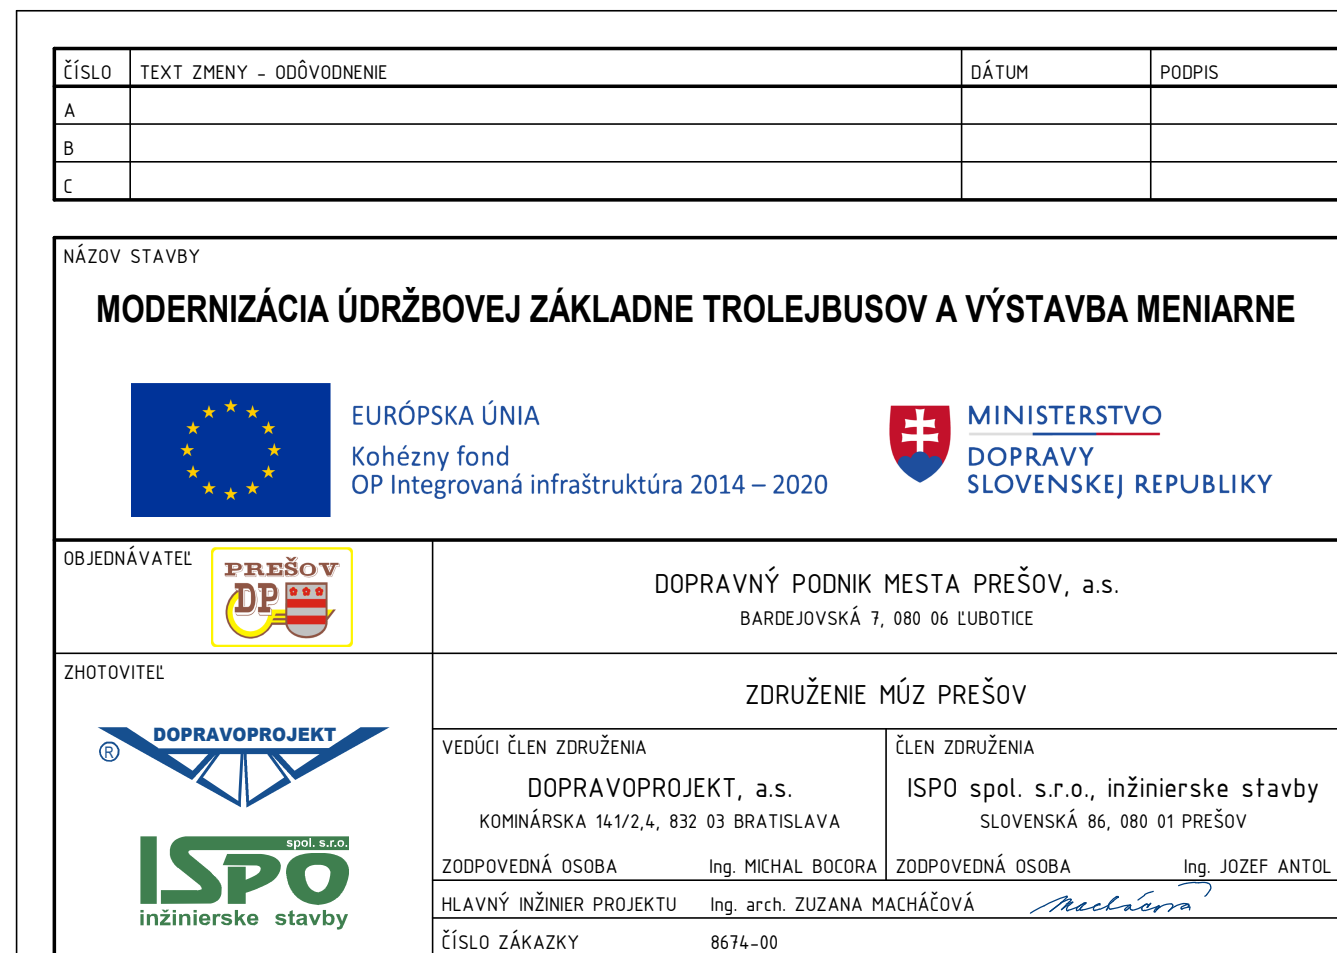 ČÍSLO TEXT ZMENY - ODÔVODNENIE DÁTUM PODPIS
A
B
C
NÁZOV STAVBY
MODERNIZÁCIA ÚDRŽBOVEJ ZÁKLADNE TROLEJBUSOV A VÝSTAVBA MENIARNE
EURÓPSKA ÚNIA
Kohézny fond
OP Integrovaná infraštruktúra 2014 – 2020
MINISTERSTVO
DOPRAVY
SLOVENSKEJ REPUBLIKY
OBJEDNÁVATEĽ
PREŠOV
DP
DOPRAVNÝ PODNIK MESTA PREŠOV, a.s.
BARDEJOVSKÁ 7, 080 06 ĽUBOTICE
ZHOTOVITEĽ
ZDRUŽENIE MÚZ PREŠOV
DOPRAVOPROJEKT
®
spol. s.r.o.
ISPO
inžinierske stavby
VEDÚCI ČLEN ZDRUŽENIA
DOPRAVOPROJEKT, a.s.
KOMINÁRSKA 141/2,4, 832 03 BRATISLAVA
ZODPOVEDNÁ OSOBA Ing. MICHAL BOCORA
ČLEN ZDRUŽENIA
ISPO spol. s.r.o., inžinierske stavby
SLOVENSKÁ 86, 080 01 PREŠOV
ZODPOVEDNÁ OSOBA Ing. JOZEF ANTOL
HLAVNÝ INŽINIER PROJEKTU Ing. arch. ZUZANA MACHÁČOVÁ Macháčová
ČÍSLO ZÁKAZKY 8674-00